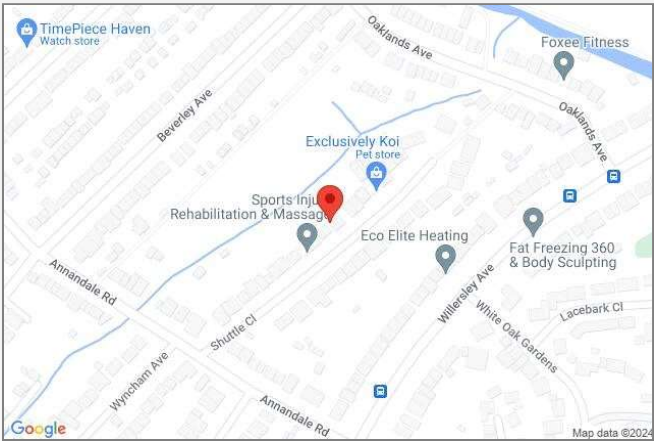 TimePiece Haven
Watch store
Oaklands Ave
Foxee Fitness
Beverley Ave
Oaklands Ave
Exclusively Koi
Pet store
Sports Inju
Rehabilitation & Massage
Eco Elite Heating
Fat Freezing 360
& Body Sculpting
Annandale Rd
Willersley Ave
White Oak Gardens
Lacebark Cl
Shuttle Cl
Wyncham Ave
Annandale Rd
Google
Map data ©2024